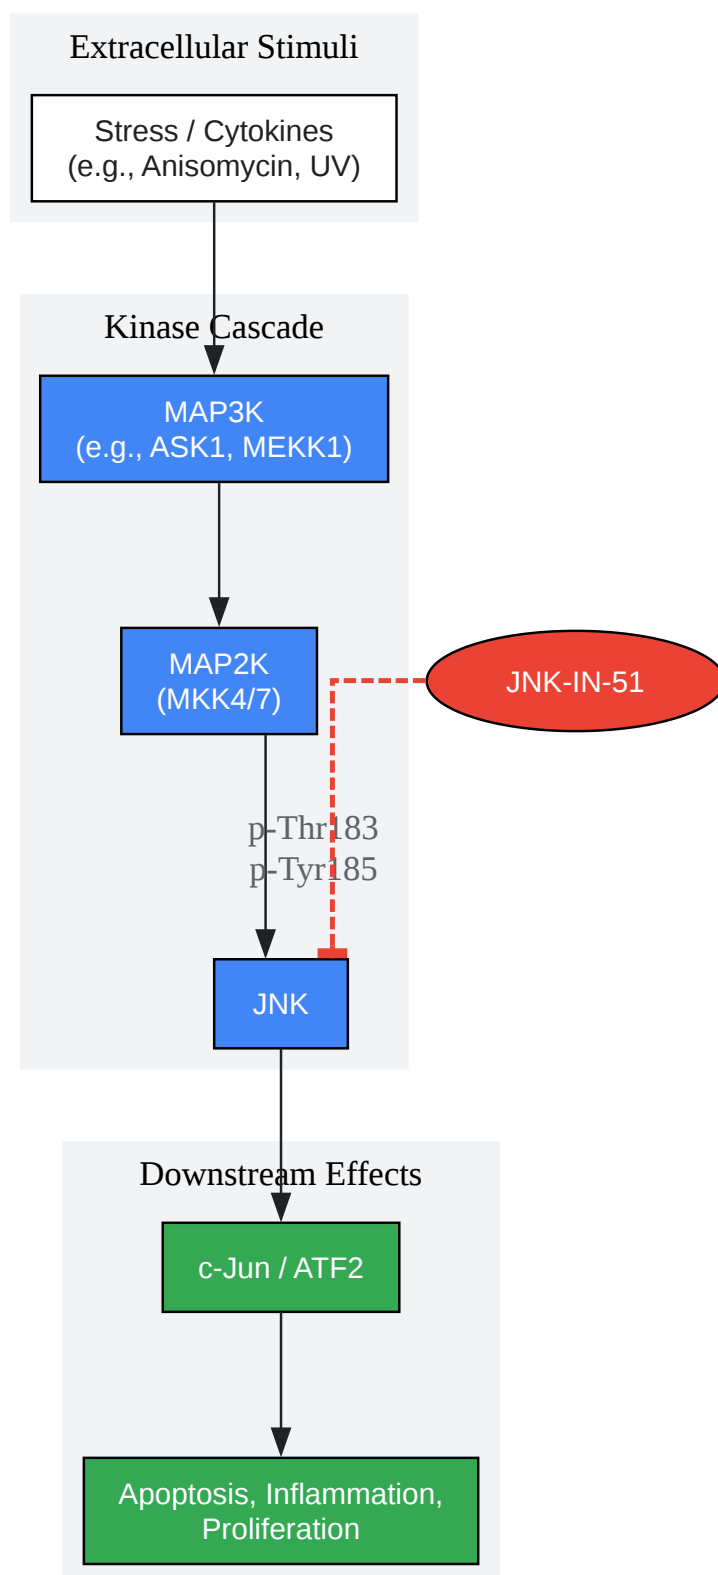 Extracellular Stimuli
Stress / Cytokines
(e.g., Anisomycin, UV)
Kinase Cascade
MAP3K
(e.g., ASK1, MEKK1)
MAP2K
(MKK4/7)
JNK-IN-51
p-Thr183
p-Tyr185
JNK
Downstream Effects
c-Jun / ATF2
Apoptosis, Inflammation,
Proliferation